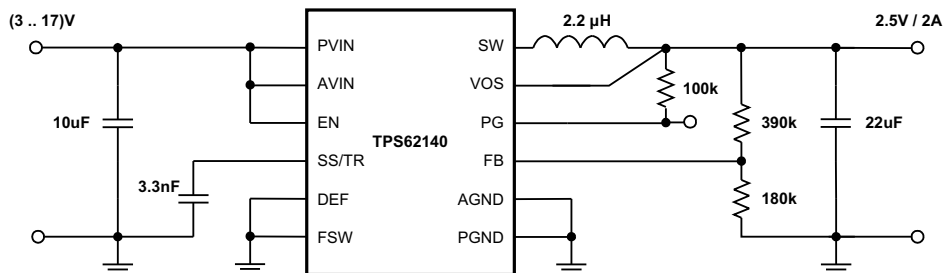 (3 .. 17)V
2.2 µH
2.5V / 2A
PVIN
SW
AVIN
VOS
100k
10uF
EN
PG
390k
22uF
TPS62140
SS/TR
FB
3.3nF
180k
DEF
AGND
FSW
PGND